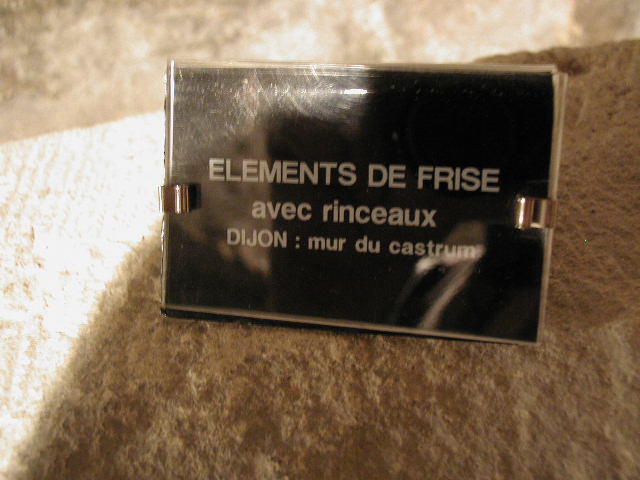 ELEMENTS DE FRISE
avec rinceaux
DIJON : mur du castrum